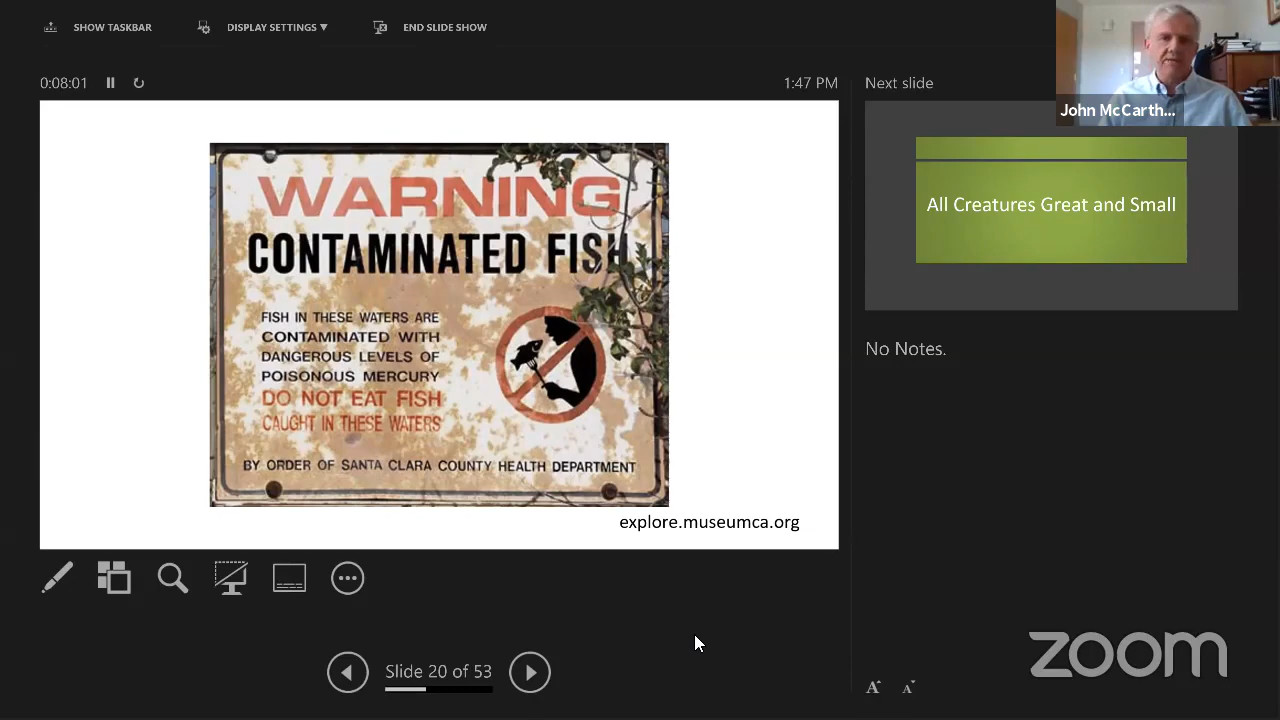 SHOW TASKBAR
DISPLAY SETTINGS ▼
END SLIDE SHOW
0:08:01
1:47 PM
Next slide
John McCarth...
WARNING
CONTAMINATED FISH
FISH IN THESE WATERS ARE
CONTAMINATED WITH
DANGEROUS LEVELS OF
POISONOUS MERCURY
DO NOT EAT FISH
CAUGHT IN THESE WATERS
BY ORDER OF SANTA CLARA COUNTY HEALTH DEPARTMENT
explore.museumca.org
All Creatures Great and Small
No Notes.
Slide 20 of 53
A
A
zoom